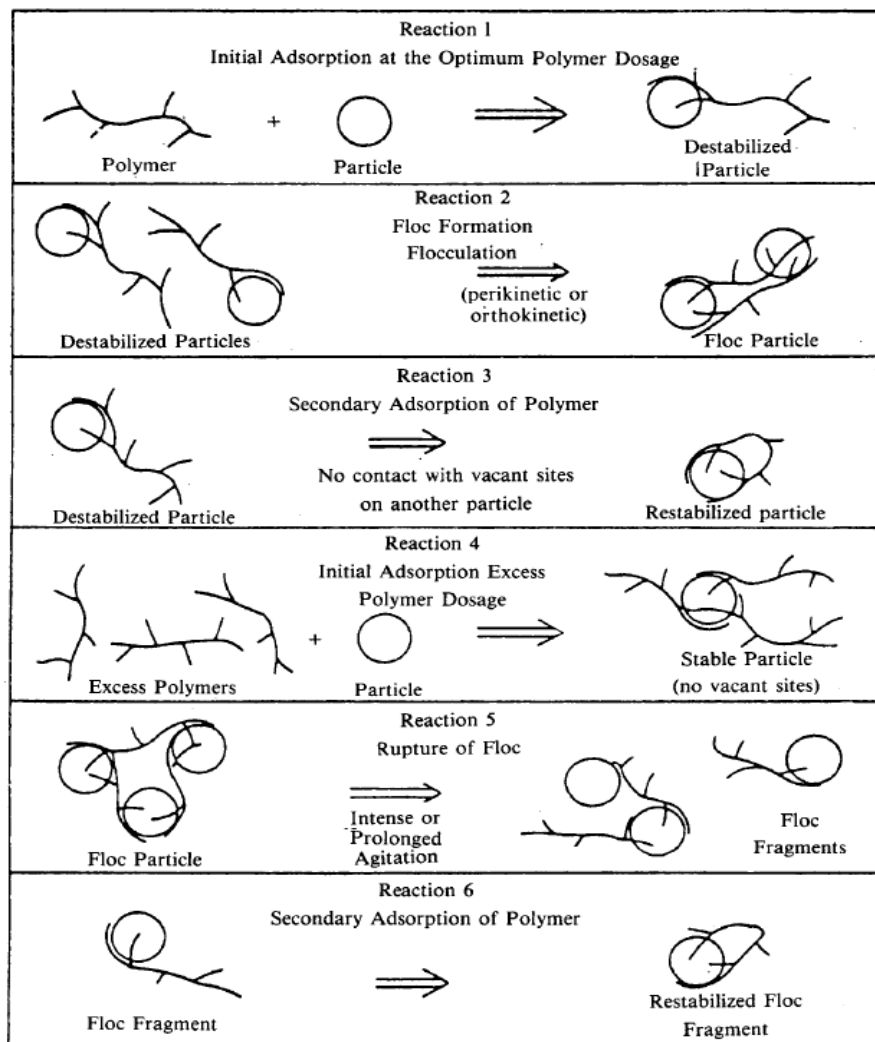 Reaction 1
Initial Adsorption at the Optimum Polymer Dosage
+
Polymer
Particle
Destabilized
Particle
Reaction 2
Floc Formation
Flocculation
(perikinetic or
orthokinetic)
Destabilized Particles
Floc Particle
Reaction 3
Secondary Adsorption of Polymer
No contact with vacant sites
on another particle
Destabilized Particle
Restabilized particle
Reaction 4
Initial Adsorption Excess
Polymer Dosage
+
Excess Polymers
Particle
Stable Particle
(no vacant sites)
Reaction 5
Rupture of Floc
Intense or
Prolonged
Agitation
Floc Particle
Floc
Fragments
Reaction 6
Secondary Adsorption of Polymer
Floc Fragment
Restabilized Floc
Fragment